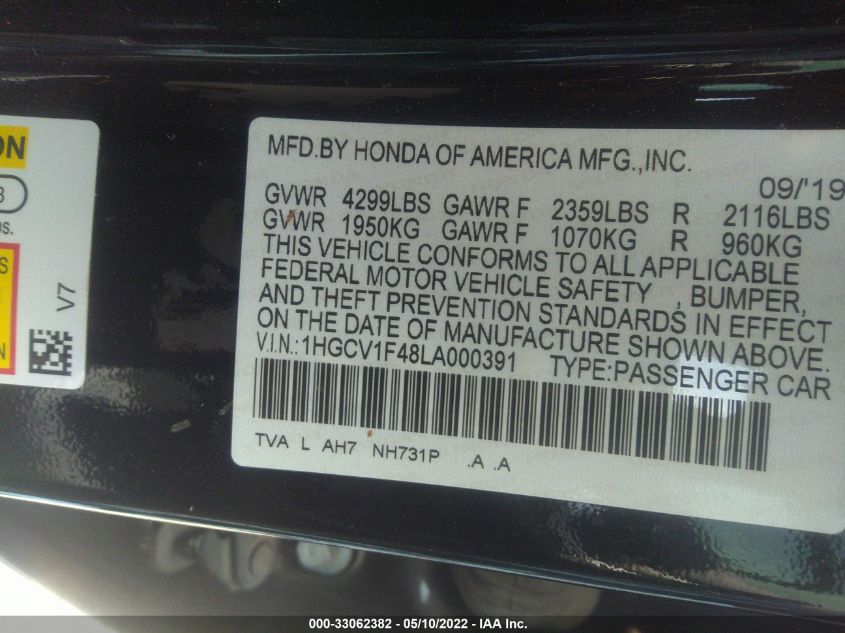 ON
3
s.
S
N
V7
MFD.BY HONDA OF AMERICA MFG.,INC.
09/'19
GVWR 4299LBS GAWR F 2359LBS R 2116LBS
GVWR 1950KG GAWR F 1070KG R 960KG
THIS VEHICLE CONFORMS TO ALL APPLICABLE
FEDERAL MOTOR VEHICLE SAFETY , BUMPER,
AND THEFT PREVENTION STANDARDS IN EFFECT
ON THE DATE OF MANUFACTURE SHOWN ABOVE.
V.I.N.:1HGCV1F48LA000391 TYPE:PASSENGER CAR
TVA L AH7 NH731P .A .A
000-33062382 - 05/10/2022 - IAA Inc.